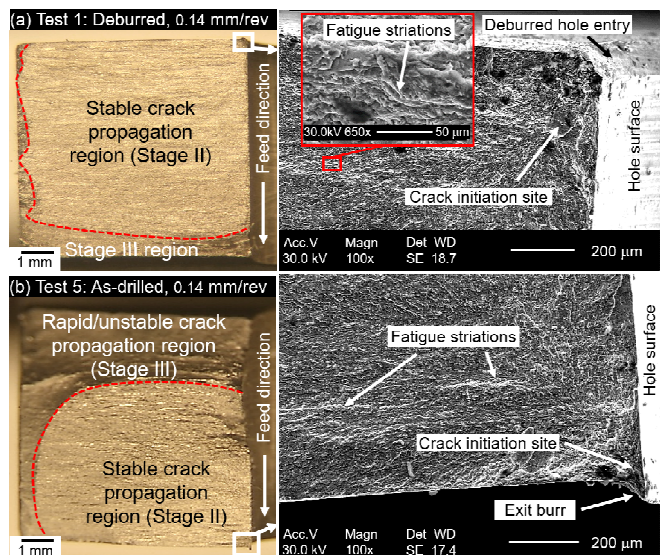 (a) Test 1: Deburred, 0.14 mm/rev
Stable crack
propagation
region (Stage II)
Feed direction
Stage III region
1 mm
Fatigue striations
30.0kV 650x 50 µm
Deburred hole entry
Crack initiation site
Hole surface
Acc.V Magn Det WD
30.0 kV 100x SE 18.7 200 µm
(b) Test 5: As-drilled, 0.14 mm/rev
Rapid/unstable crack
propagation region
(Stage III)
Feed direction
Stable crack
propagation
region (Stage II)
1 mm
Fatigue striations
Hole surface
Crack initiation site
Exit burr
Acc.V Magn Det WD
30.0 kV 100x SE 17.4 200 µm